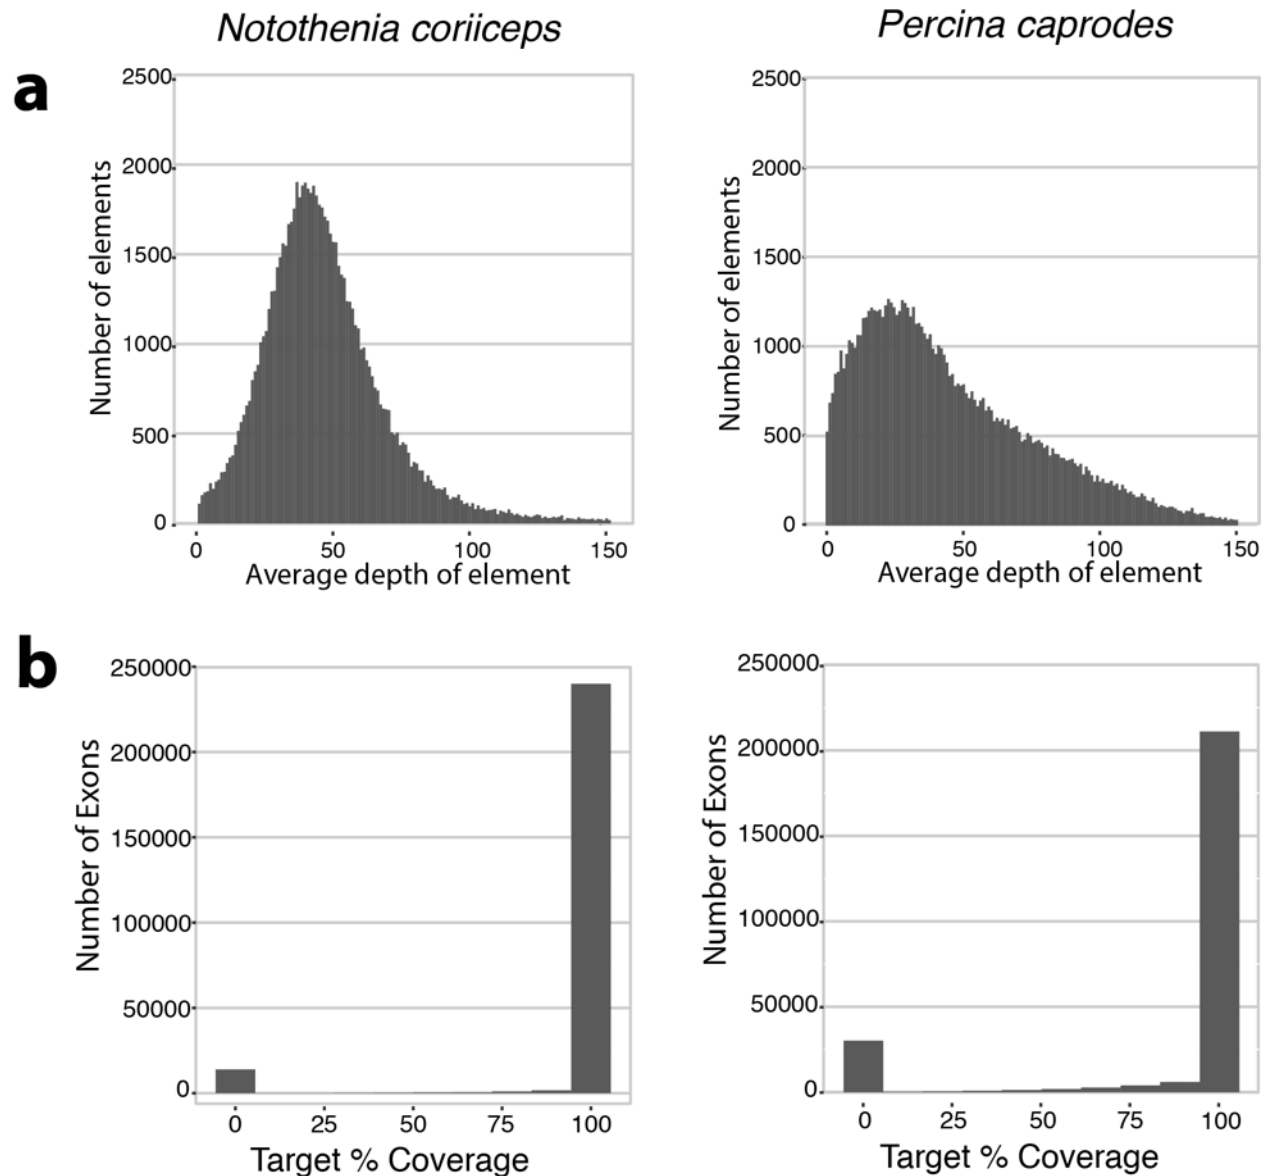 Notothenia coriiceps
Percina caprodes
a
2500
2000
1500
1000
500
0
Number of elements
0 50 100 150
Average depth of element
2500
2000
1500
1000
500
0
Number of elements
0 50 100 150
Average depth of element
b
250000
200000
150000
100000
50000
0
Number of Exons
0 25 50 75 100
Target % Coverage
250000
200000
150000
100000
50000
0
Number of Exons
0 25 50 75 100
Target % Coverage